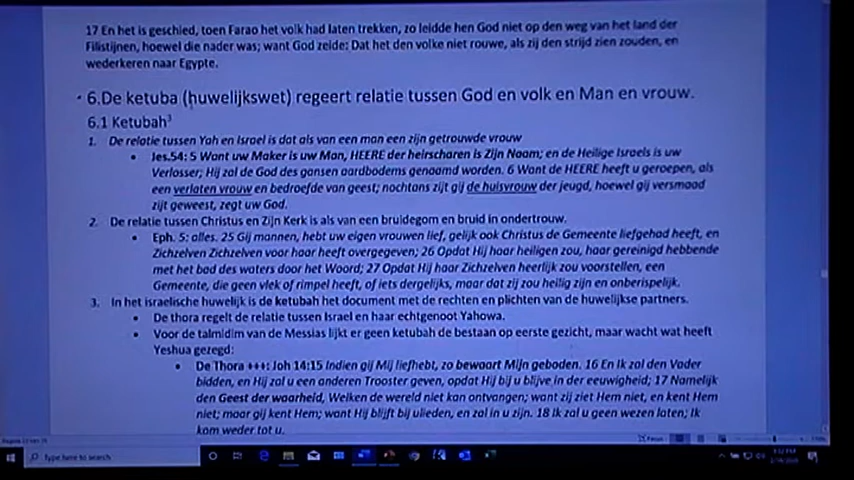 17 En het is geschied, toen Farao het volk had laten trekken, zo leidde hen God niet op den weg van het land der
Filistijnen, hoewel die nader was; want God zeide: Dat het den volke niet rouwe, als zij den strijd zien zouden, en
wederkeren naar Egypte.
6.De ketuba (huwelijkswet) regeert relatie tussen God en volk en Man en vrouw.
6.1 Ketubah³
1. De relatie tussen Yah en Israel is dat als van een man een zijn getrouwde vrouw
• Jes.54: 5 Want uw Maker is uw Man, HEERE der heirscharen is Zijn Naam; en de Heilige Israels is uw
Verlosser; Hij zal de God des gansen aardbodems genaamd worden. 6 Want de HEERE heeft u geroepen, als
een verlaten vrouw en bedroefde van geest; nochtans zijt gij de huisvrouw der jeugd, hoewel gij versmaad
zijt geweest, zegt uw God.
2. De relatie tussen Christus en Zijn Kerk is als van een bruidegom en bruid in ondertrouw.
• Eph. 5: alles. 25 Gij mannen, hebt uw eigen vrouwen lief, gelijk ook Christus de Gemeente liefgehad heeft, en
Zichzelven Zichzelven voor haar heeft overgegeven; 26 Opdat Hij haar heiligen zou, haar gereinigd hebbende
met het bad des waters door het Woord; 27 Opdat Hij haar Zichzelven heerlijk zou voorstellen, een
Gemeente, die geen vlek of rimpel heeft, of iets dergelijks, maar dat zij zou heilig zijn en onberispelijk.
3. In het israelische huwelijk is de ketubah het document met de rechten en plichten van de huwelijkse partners.
• De thora regelt de relatie tussen Israel en haar echtgenoot Yahowa.
• Voor de talmidim van de Messias lijkt er geen ketubah de bestaan op eerste gezicht, maar wacht wat heeft
Yeshua gezegd:
• De Thora +++: Joh 14:15 Indien gij Mij liefhebt, zo bewaart Mijn geboden. 16 En Ik zal den Vader
bidden, en Hij zal u een anderen Trooster geven, opdat Hij bij u blijve in der eeuwigheid; 17 Namelijk
den Geest der waarheid, Welken de wereld niet kan ontvangen; want zij ziet Hem niet, en kent Hem
niet; maar gij kent Hem; want Hij blijft bij ulieden, en zal in u zijn. 18 Ik zal u geen wezen laten; Ik
kom weder tot u.
Focus
Type here to search